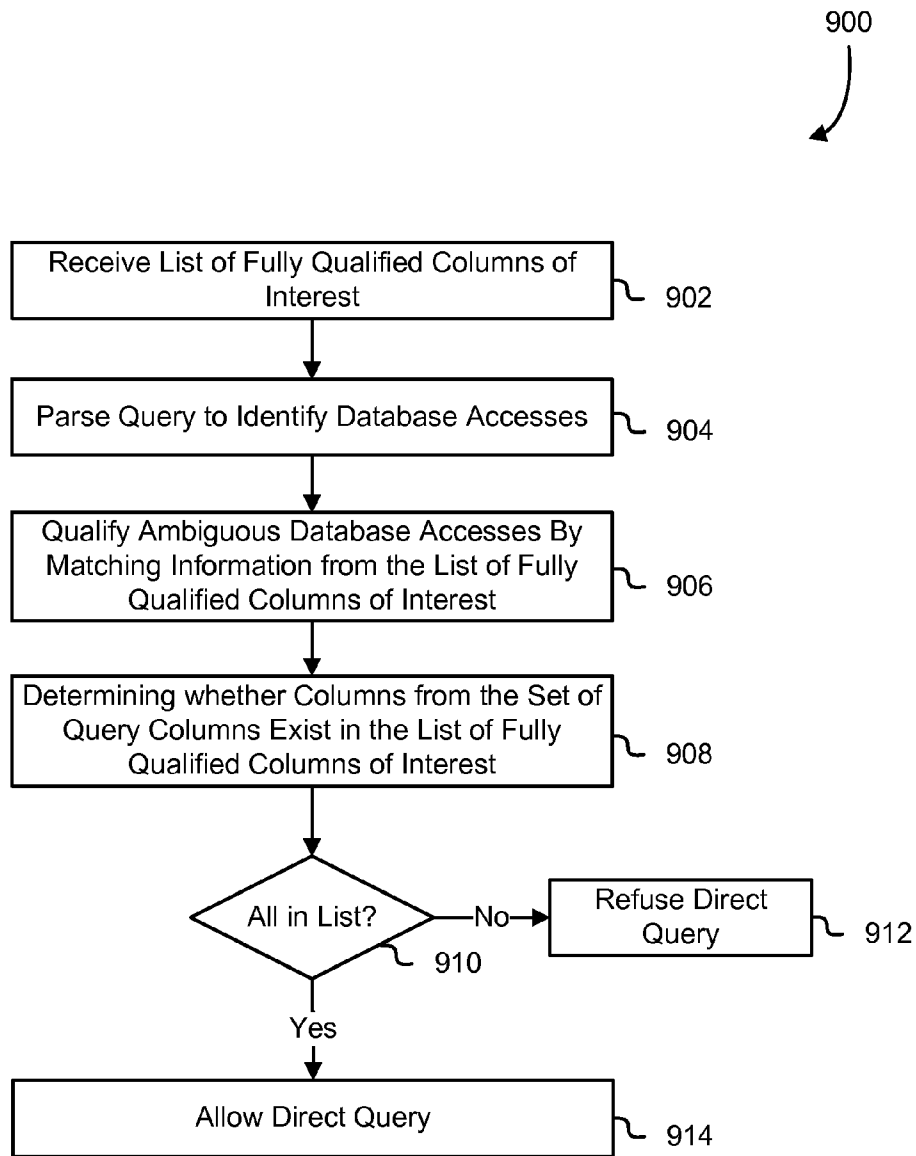 900
Receive List of Fully Qualified Columns of
Interest
902
Parse Query to Identify Database Accesses
904
Qualify Ambiguous Database Accesses By
Matching Information from the List of Fully
Qualified Columns of Interest
906
Determining whether Columns from the Set of
Query Columns Exist in the List of Fully
Qualified Columns of Interest
908
All in List?
910
No
Refuse Direct
Query
912
Yes
Allow Direct Query
914